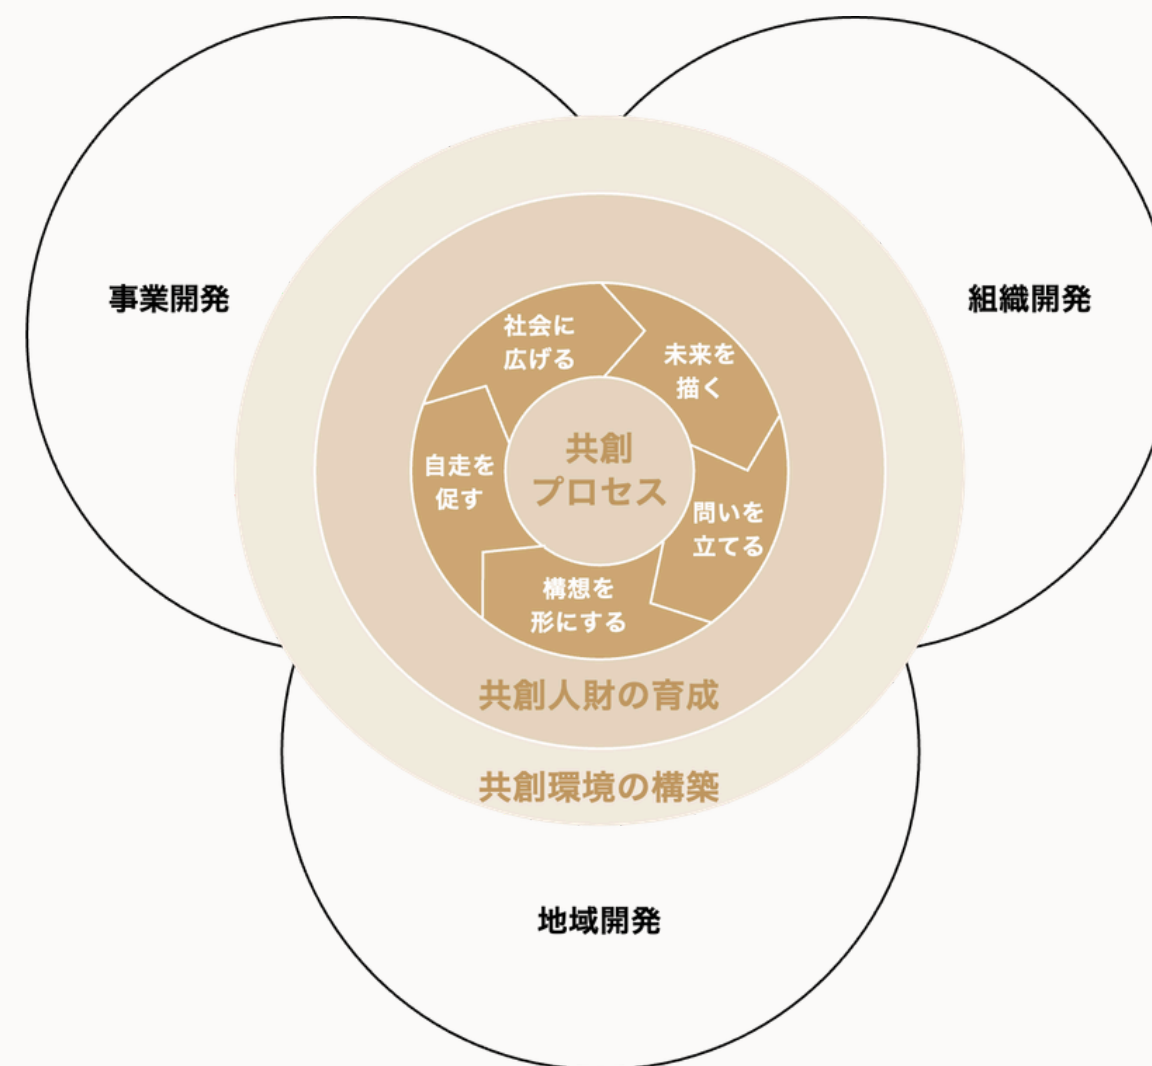 事業開発
組織開発
社会に
広げる
未来を
描く
共創
プロセス
自走を
促す
問いを
立てる
構想を
形にする
共創人財の育成
共創環境の構築
地域開発